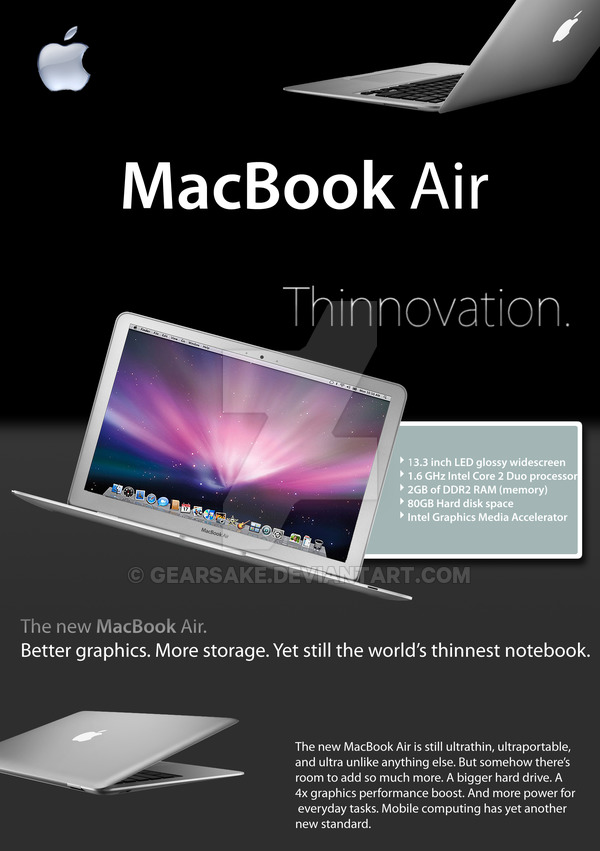 MacBook Air
Thinnovation.
13.3 inch LED glossy widescreen
1.6 GHz Intel Core 2 Duo processor
2GB of DDR2 RAM (memory)
80GB Hard disk space
Intel Graphics Media Accelerator
MacBook Air
© GEARSAKE.DEVIANTART.COM
The new MacBook Air.
Better graphics. More storage. Yet still the world's thinnest notebook.
The new MacBook Air is still ultrathin, ultraportable,
and ultra unlike anything else. But somehow there's
room to add so much more. A bigger hard drive. A
4x graphics performance boost. And more power for
everyday tasks. Mobile computing has yet another
new standard.